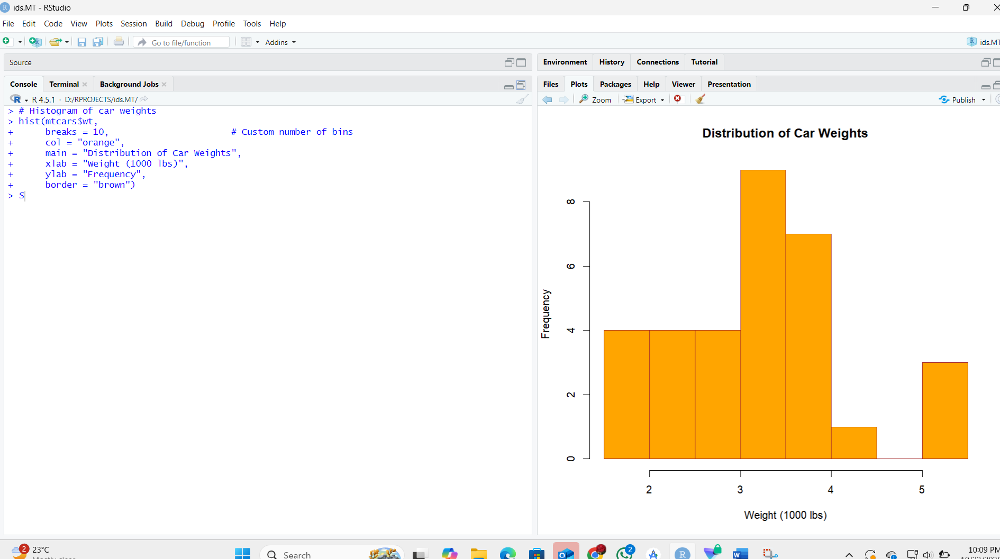 ids.MT - RStudio
File Edit Code View Plots Session Build Debug Profile Tools Help
Go to file/function Addins ids.MT
Source
Environment History Connections Tutorial
Console Terminal Background Jobs
Files Plots Packages Help Viewer Presentation
R 4.5.1 · D:/RPROJECTS/ids.MT/
Zoom Export Publish
> # Histogram of car weights
> hist(mtcars$wt,
+ breaks = 10, # Custom number of bins
+ col = "orange",
+ main = "Distribution of Car Weights",
+ xlab = "Weight (1000 lbs)",
+ ylab = "Frequency",
+ border = "brown")
> S
Distribution of Car Weights
Frequency
8
6
4
2
0
2 3 4 5
Weight (1000 lbs)
2 23°C
Search
2
10:09 PM